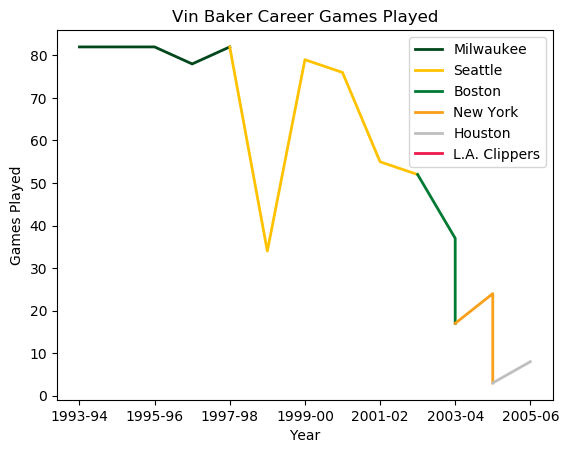 Vin Baker Career Games Played
Milwaukee
Seattle
Boston
New York
Houston
L.A. Clippers
Games Played
80
70
60
50
40
30
20
10
0
1993-94 1995-96 1997-98 1999-00 2001-02 2003-04 2005-06
Year